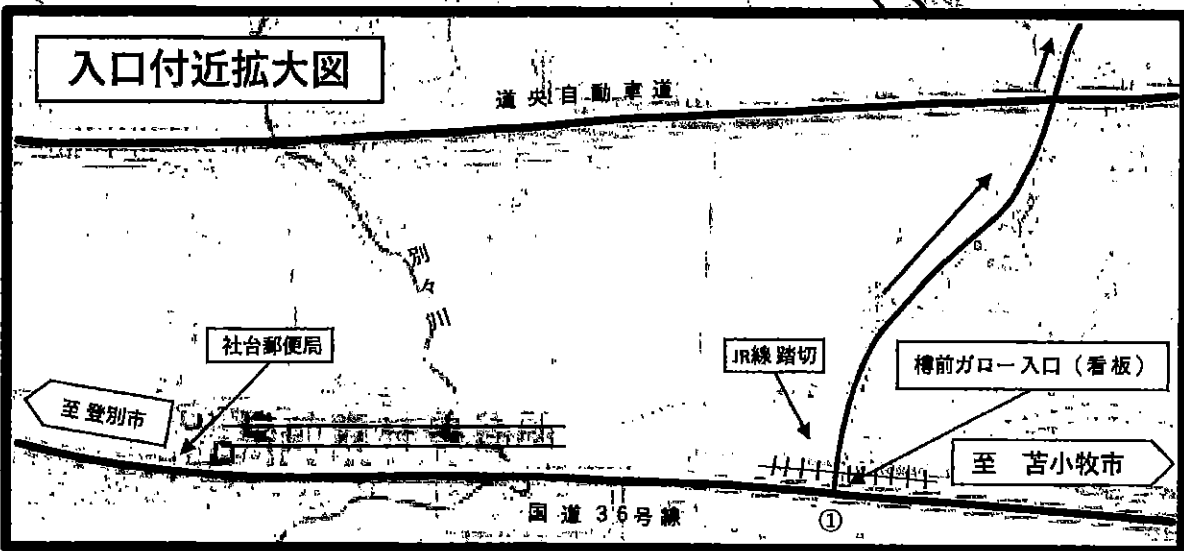 入口付近拡大図
道央自動車道
別々川
社台郵便局
JR線踏切
樽前ガロー入口（看板）
至 登別市
至 苫小牧市
国道36号線
①